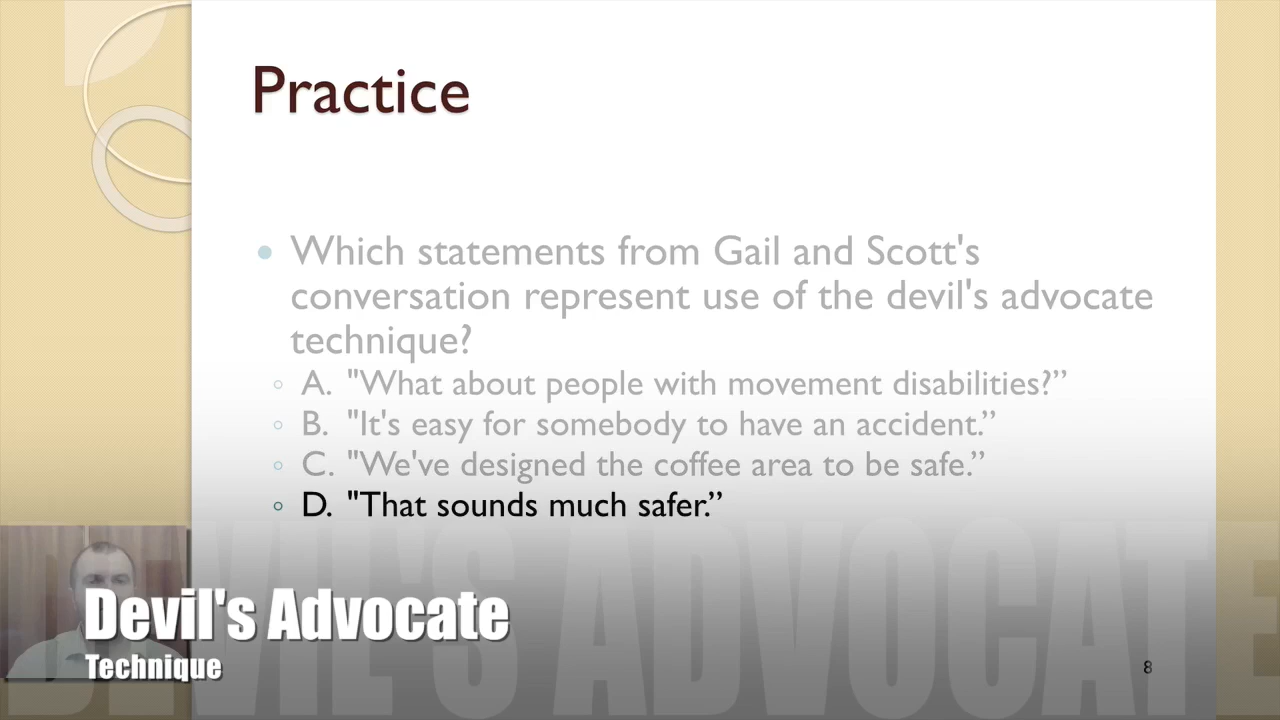 Practice
• Which statements from Gail and Scott's
conversation represent use of the devil's advocate
technique?
◦ A. "What about people with movement disabilities?”
◦ B. "It's easy for somebody to have an accident.”
◦ C. "We've designed the coffee area to be safe.”
◦ D. "That sounds much safer.”
DEVIL'S ADVOCATE
Devil's Advocate
Technique
8